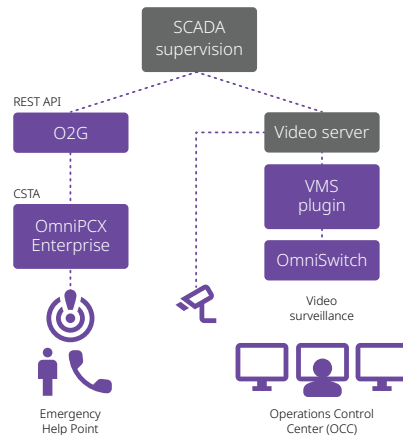 SCADA
supervision
REST API
O2G
Video server
CSTA
VMS
plugin
OmniPCX
Enterprise
OmniSwitch
Video
surveillance
Emergency
Help Point
Operations Control
Center (OCC)